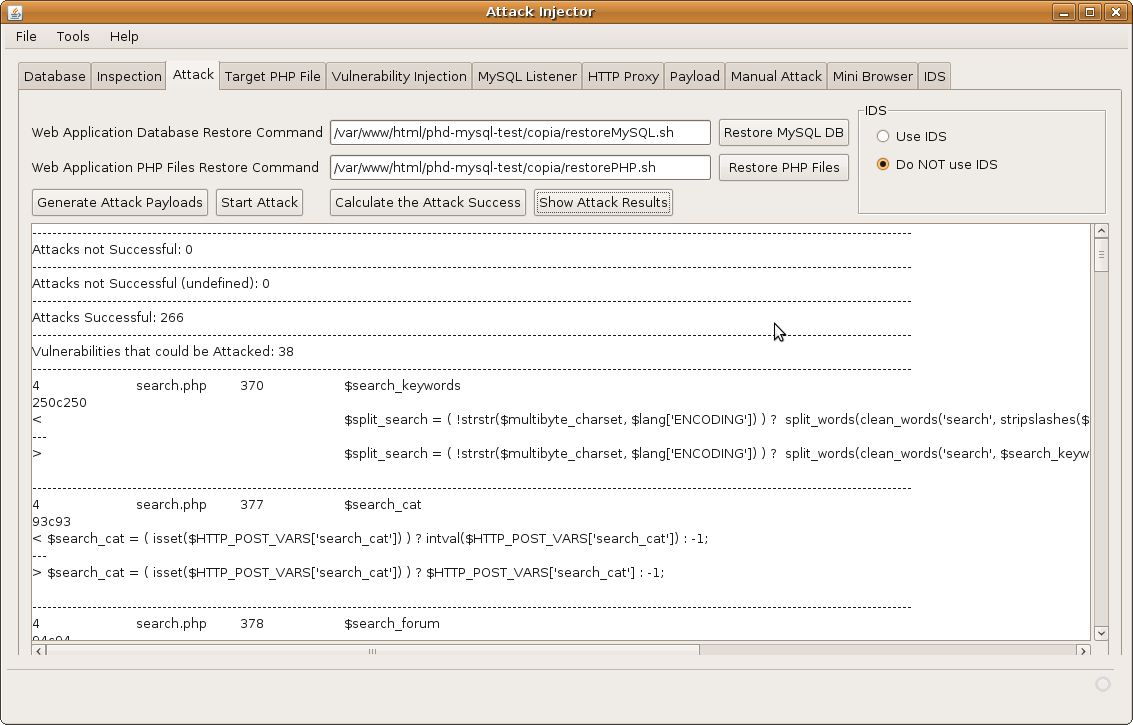 Attack Injector
File Tools Help
Database Inspection Attack Target PHP File Vulnerability Injection MySQL Listener HTTP Proxy Payload Manual Attack Mini Browser IDS
Web Application Database Restore Command /var/www/html/phd-mysql-test/copia/restoreMySQL.sh Restore MySQL DB
Web Application PHP Files Restore Command /var/www/html/phd-mysql-test/copia/restorePHP.sh Restore PHP Files
Generate Attack Payloads Start Attack Calculate the Attack Success Show Attack Results
IDS
Use IDS
Do NOT use IDS
Attacks not Successful: 0
Attacks not Successful (undefined): 0
Attacks Successful: 266
Vulnerabilities that could be Attacked: 38
4 search.php 370 $search_keywords
250c250
< $split_search = ( !strstr($multibyte_charset, $lang['ENCODING']) ) ? split_words(clean_words('search', stripslashes($
---
> $split_search = ( !strstr($multibyte_charset, $lang['ENCODING']) ) ? split_words(clean_words('search', $search_keyw
4 search.php 377 $search_cat
93c93
< $search_cat = ( isset($HTTP_POST_VARS['search_cat']) ) ? intval($HTTP_POST_VARS['search_cat']) : -1;
---
> $search_cat = ( isset($HTTP_POST_VARS['search_cat']) ) ? $HTTP_POST_VARS['search_cat'] : -1;
4 search.php 378 $search_forum
94c94